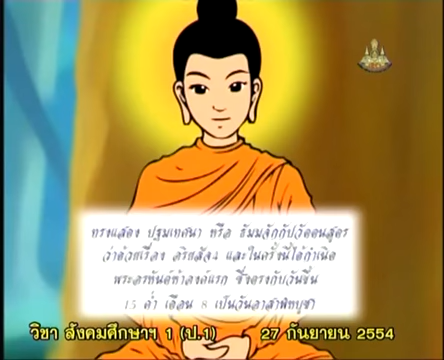 ทรงแสดง ปฐมเทศนา หรือ ธัมมจักกัปวัตตนสูตร
ว่าด้วยเรื่อง อริยสัจ4 และในครั้งนี้ได้กำเนิด
พระอรหันต์องค์แรก ซึ่งตรงกับวันขึ้น
15 ค่ำ เดือน 8 เป็นวันอาสาฬหบูชา
วิชา สังคมศึกษาฯ 1 (ป.1) 27 กันยายน 2554